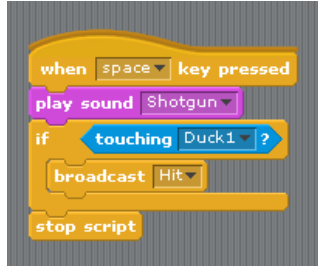 when space key pressed
play sound Shotgun
if touching Duck1 ?
broadcast Hit
stop script